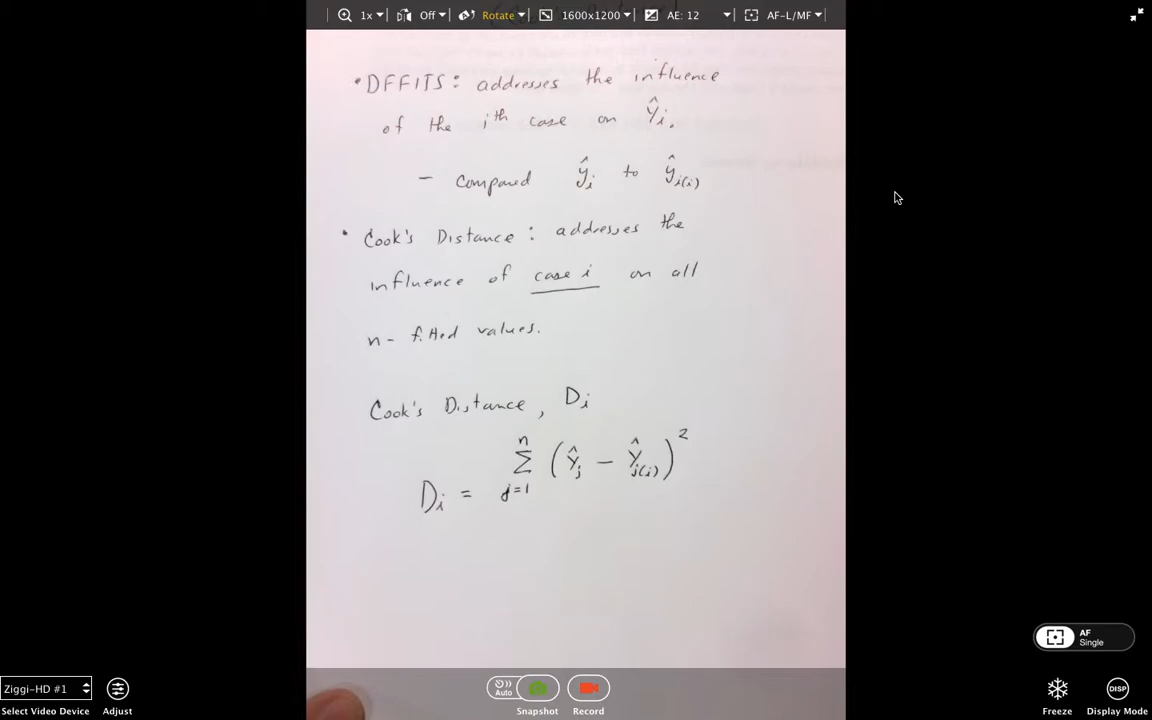 1x Off Rotate 1600x1200 AE: 12 AF-L/MF
• DFFITS: addresses the influence
of the iᵗʰ case on Ŷᵢ.
– compared ŷᵢ to ŷᵢ₍ᵢ₎
• Cook's Distance: addresses the
influence of case i on all
n- fitted values.
Cook's Distance, Dᵢ
Dᵢ = Σⁿⱼ₌₁ (Ŷⱼ – Ŷⱼ₍ᵢ₎)²
AF
Single
Ziggi-HD #1
Auto
Select Video Device Adjust Snapshot Record Freeze Display Mode
DISP